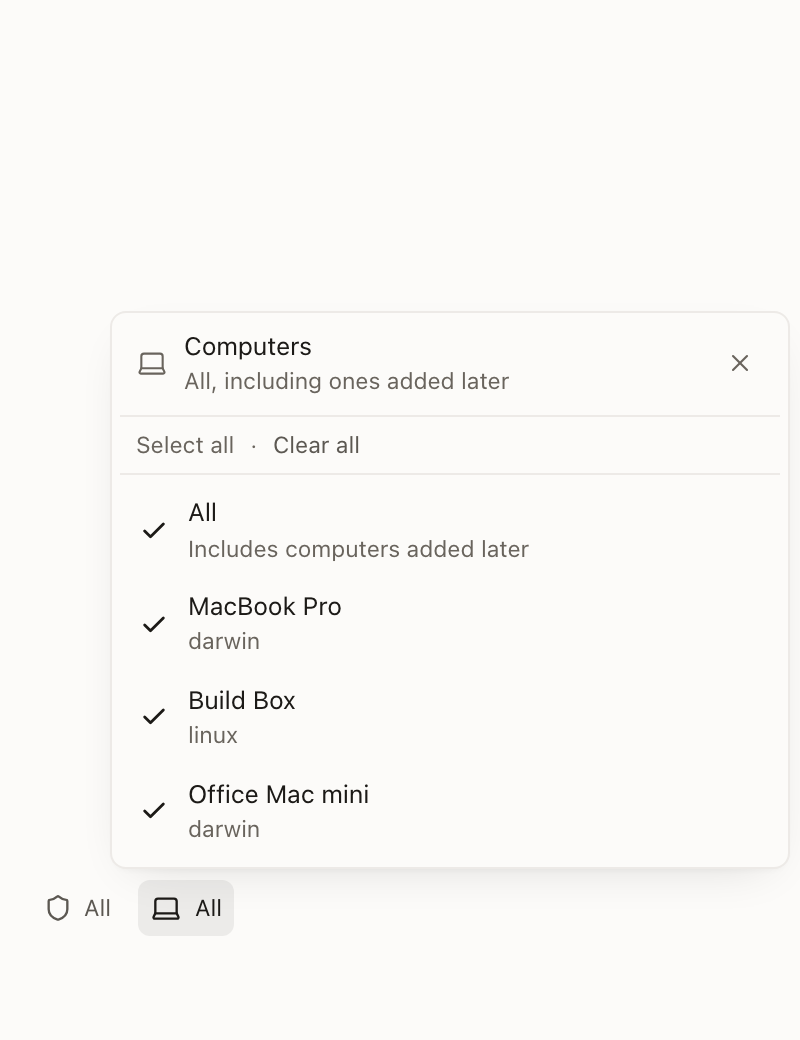 Computers
All, including ones added later
Select all · Clear all
All
Includes computers added later
MacBook Pro
darwin
Build Box
linux
Office Mac mini
darwin
All All